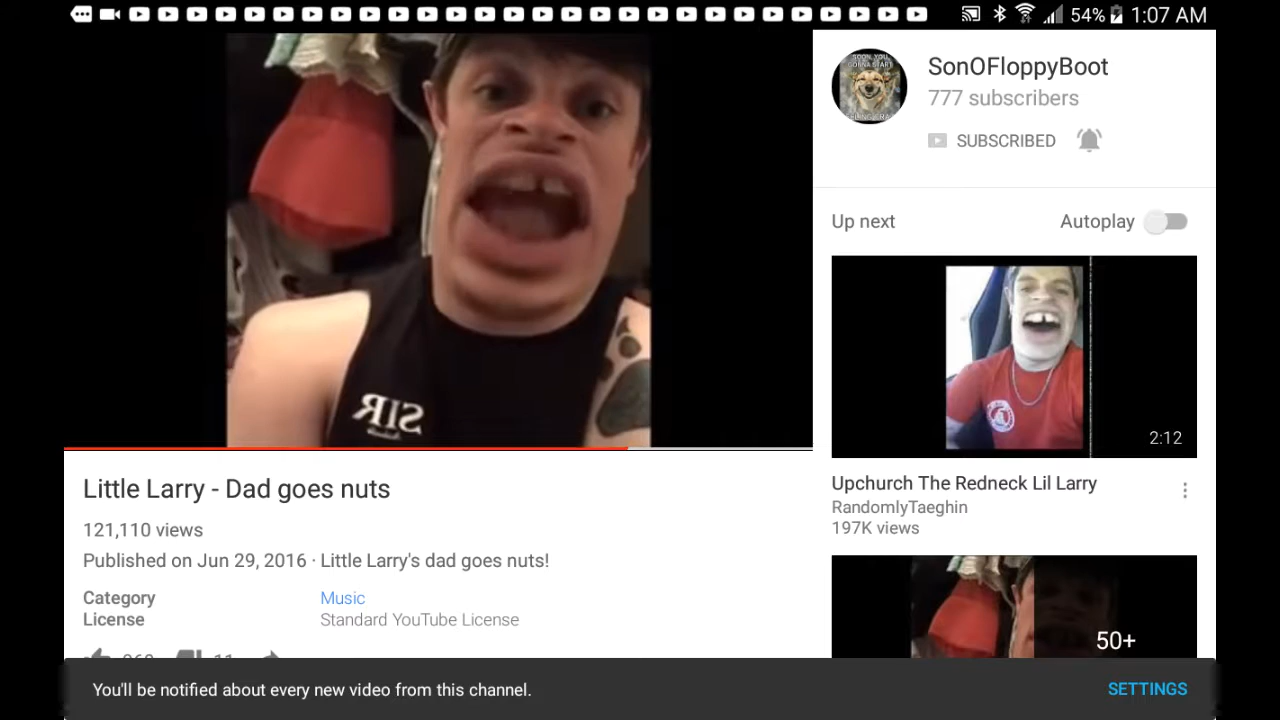 54% 1:07 AM
SIR
SonOFloppyBoot
777 subscribers
SUBSCRIBED
Up next
Autoplay
2:12
Upchurch The Redneck Lil Larry
RandomlyTaeghin
197K views
50+
Little Larry - Dad goes nuts
121,110 views
Published on Jun 29, 2016 · Little Larry's dad goes nuts!
Category Music
License Standard YouTube License
You'll be notified about every new video from this channel.
SETTINGS